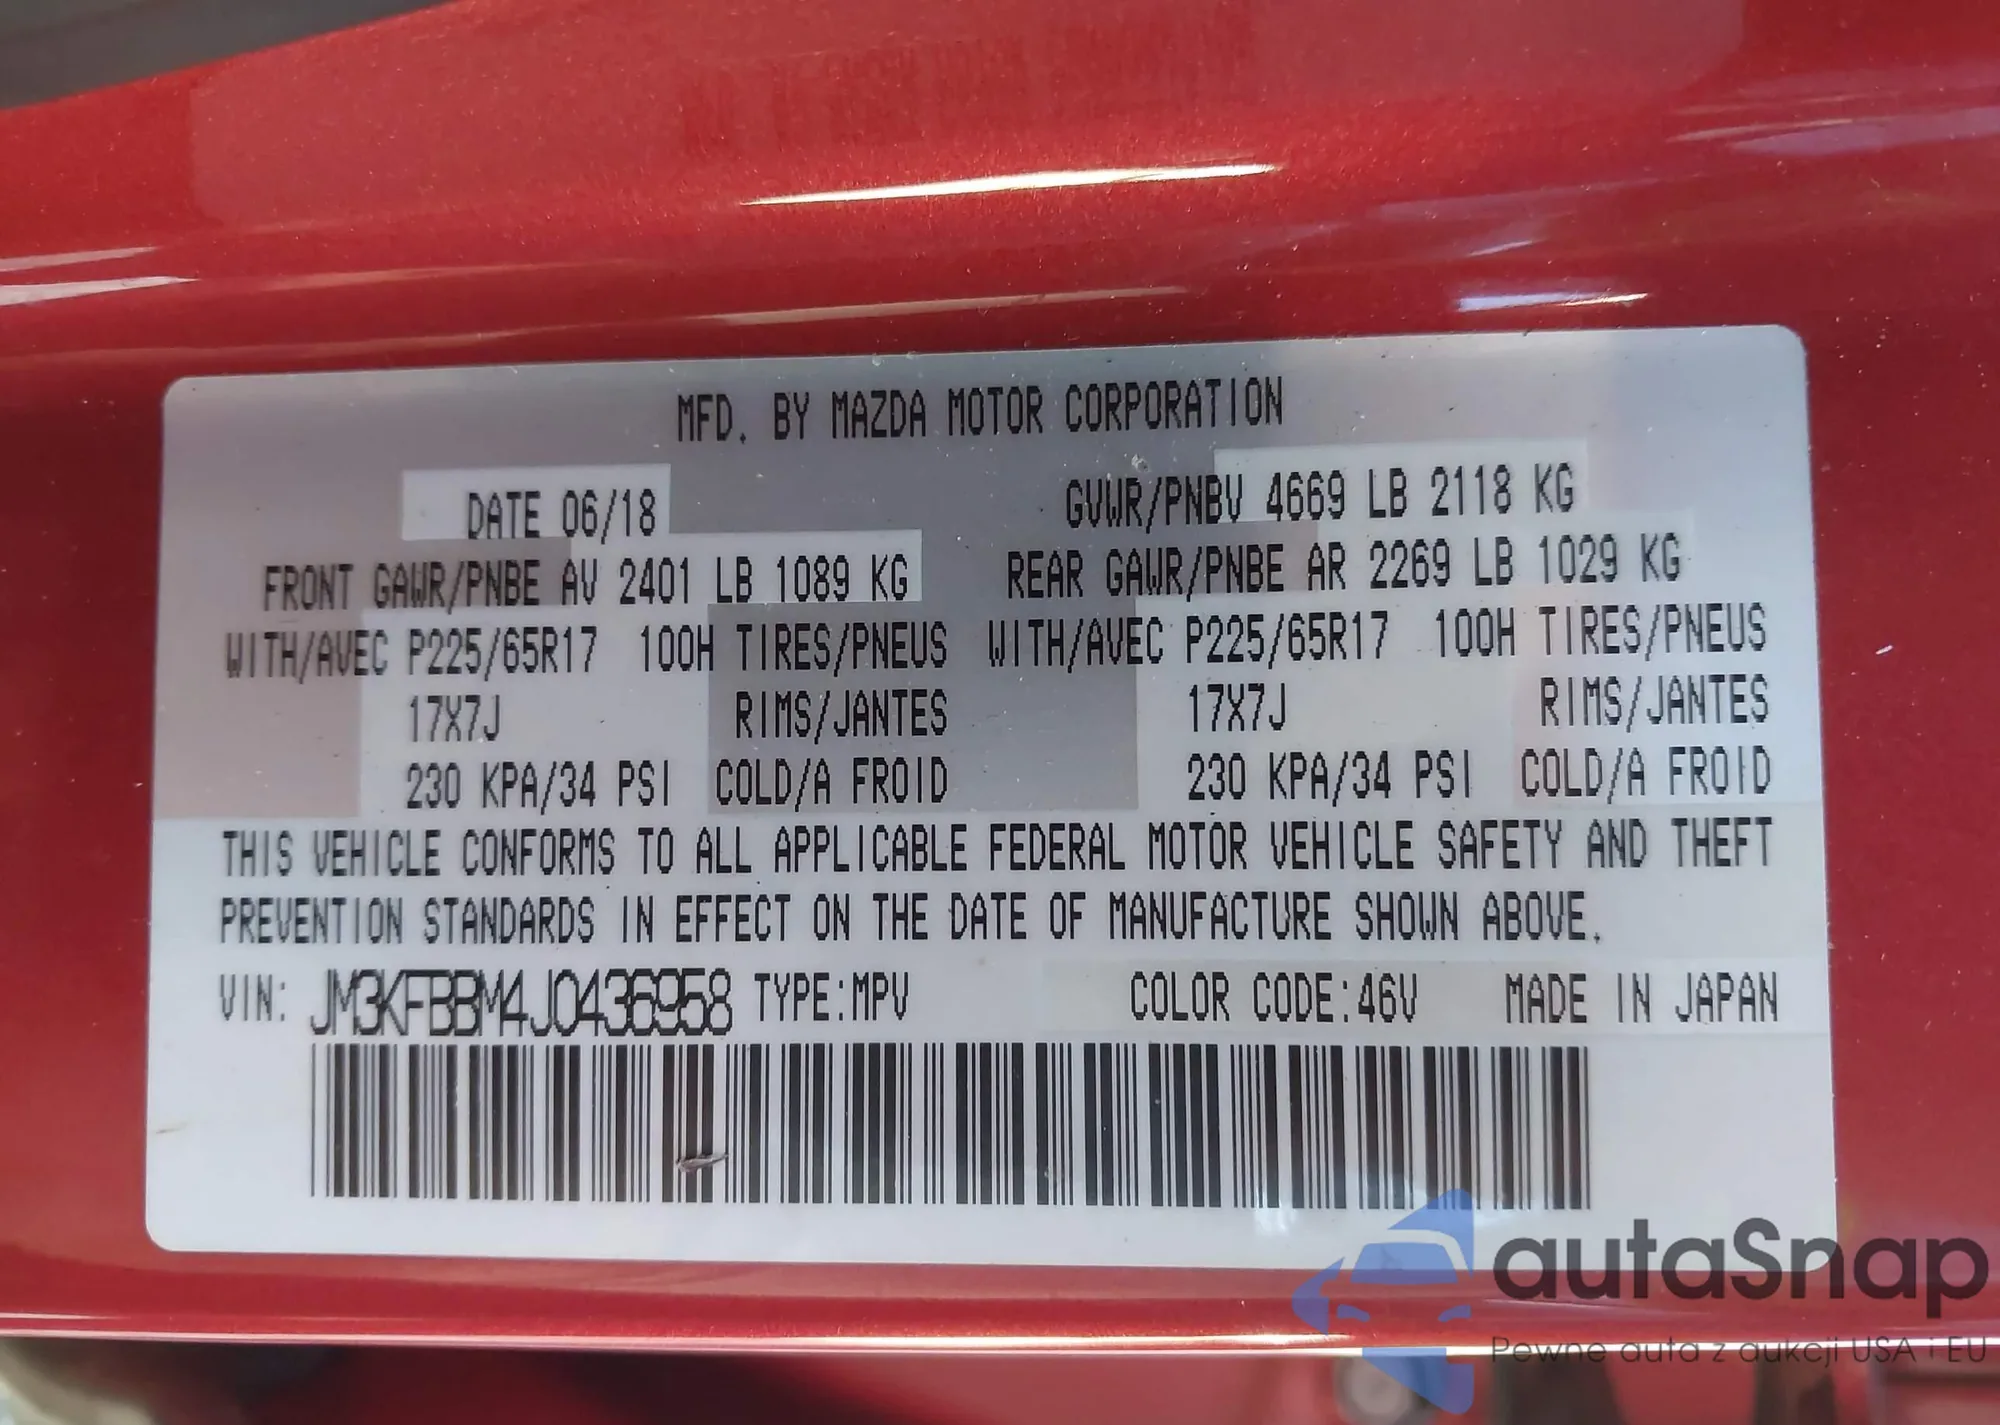 MFD. BY MAZDA MOTOR CORPORATION
DATE 06/18 GVWR/PNBV 4669 LB 2118 KG
FRONT GAWR/PNBE AV 2401 LB 1089 KG REAR GAWR/PNBE AR 2269 LB 1029 KG
WITH/AVEC P225/65R17 100H TIRES/PNEUS WITH/AVEC P225/65R17 100H TIRES/PNEUS
17X7J RIMS/JANTES 17X7J RIMS/JANTES
230 KPA/34 PSI COLD/A FROID 230 KPA/34 PSI COLD/A FROID
THIS VEHICLE CONFORMS TO ALL APPLICABLE FEDERAL MOTOR VEHICLE SAFETY AND THEFT
PREVENTION STANDARDS IN EFFECT ON THE DATE OF MANUFACTURE SHOWN ABOVE.
VIN: JM3KFBBM4J0436958 TYPE:MPV COLOR CODE:46V MADE IN JAPAN
autaSnap
Pewne auta z aukcji USA i EU